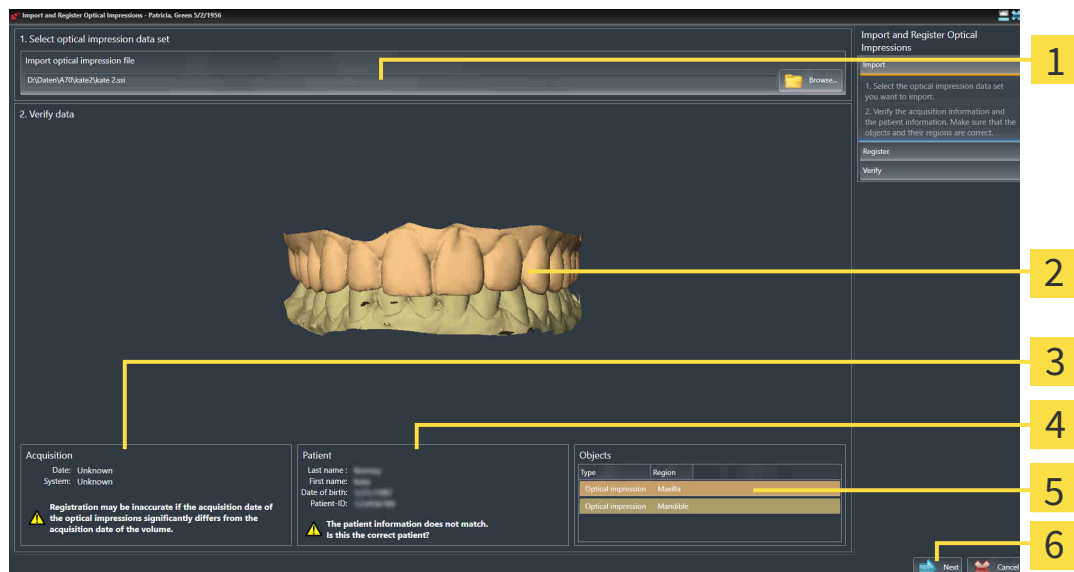 Import and Register Optical Impressions - Patricia, Green 5/2/1956
1. Select optical impression data set
Import optical impression file
D:\Daten\A70\kate2\kate 2.ssi
Browse...
2. Verify data
Acquisition
Date: Unknown
System: Unknown
Registration may be inaccurate if the acquisition date of
the optical impressions significantly differs from the
acquisition date of the volume.
Patient
Last name :
First name:
Date of birth:
Patient-ID:
The patient information does not match.
Is this the correct patient?
Objects
Type Region
Optical impression Maxilla
Optical impression Mandible
Import and Register Optical
Impressions
Import
1. Select the optical impression data set
you want to import.
2. Verify the acquisition information and
the patient information. Make sure that the
objects and their regions are correct.
Register
Verify
Next
Cancel
1
2
3
4
5
6